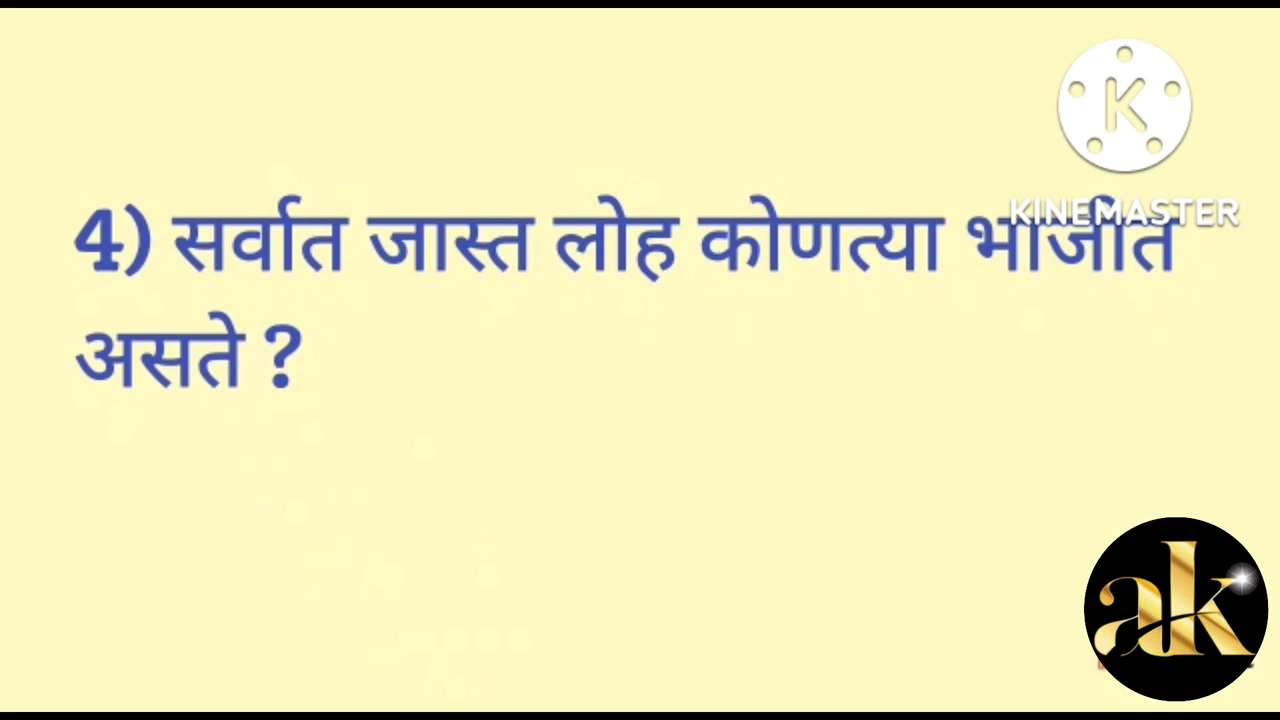 K
KINEMASTER
4) सर्वात जास्त लोह कोणत्या भाजीत
असते ?
ak